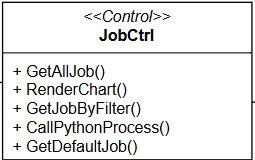 <<Control>>
JobCtrl
+ GetAllJob()
+ RenderChart()
+ GetJobByFilter()
+ CallPythonProcess()
+ GetDefaultJob()